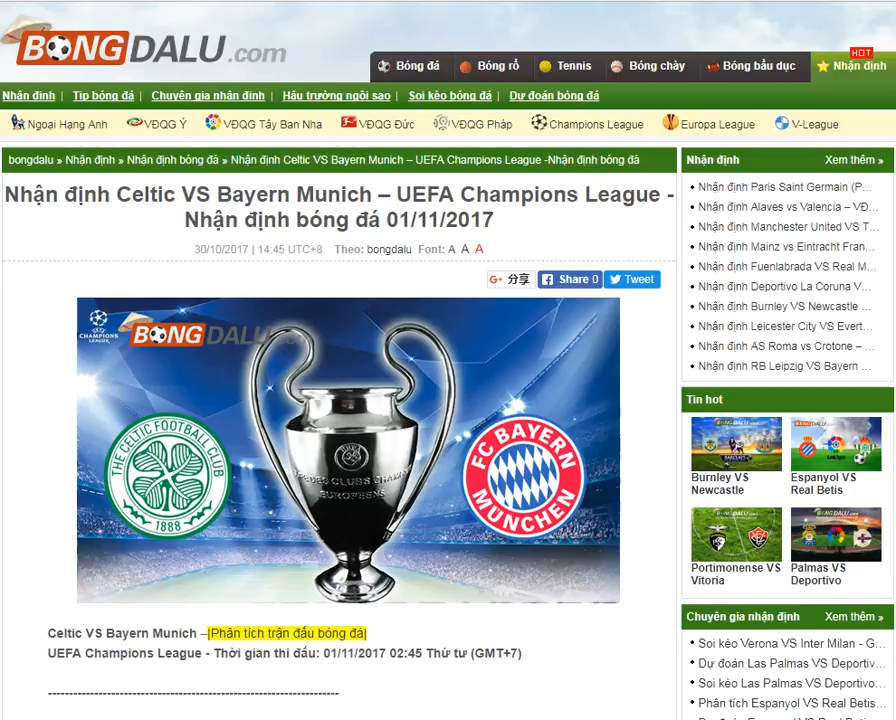 BONGDALU.com
HOT
Bóng đá Bóng rổ Tennis Bóng chày Bóng bầu dục Nhận định
Nhận định | Tip bóng đá | Chuyên gia nhận định | Hậu trường ngôi sao | Soi kèo bóng đá | Dự đoán bóng đá
Ngoại Hạng Anh VĐQG Ý VĐQG Tây Ban Nha VĐQG Đức VĐQG Pháp Champions League Europa League V-League
bongdalu » Nhận định » Nhận định bóng đá » Nhận định Celtic VS Bayern Munich – UEFA Champions League -Nhận định bóng đá
Nhận định Celtic VS Bayern Munich – UEFA Champions League -
Nhận định bóng đá 01/11/2017
30/10/2017 | 14:45 UTC+8 Theo: bongdalu Font: A A A
G+ 分享 Share 0 Tweet
CHAMPIONS
LEAGUE
BONGDALU
THE CELTIC FOOTBALL CLUB
1888
FC BAYERN
MÜNCHEN
EUROPEENS
Celtic VS Bayern Munich –|Phân tích trận đấu bóng đá|
UEFA Champions League - Thời gian thi đấu: 01/11/2017 02:45 Thứ tư (GMT+7)
---------------------------------------------------------------------
Nhận định Xem thêm »
Nhận định Paris Saint Germain (P...
Nhận định Alaves vs Valencia – VĐ...
Nhận định Manchester United VS T...
Nhận định Mainz vs Eintracht Fran...
Nhận định Fuenlabrada VS Real M...
Nhận định Deportivo La Coruna V...
Nhận định Burnley VS Newcastle ...
Nhận định Leicester City VS Evert...
Nhận định AS Roma vs Crotone – ...
Nhận định RB Leipzig VS Bayern ...
Tin hot
Burnley VS
Newcastle
Espanyol VS
Real Betis
Portimonense VS
Vitoria
Palmas VS
Deportivo
Chuyên gia nhận định Xem thêm »
Soi kèo Verona VS Inter Milan - G...
Dự đoán Las Palmas VS Deportiv...
Soi kèo Las Palmas VS Deportivo...
Phân tích Espanyol VS Real Betis...